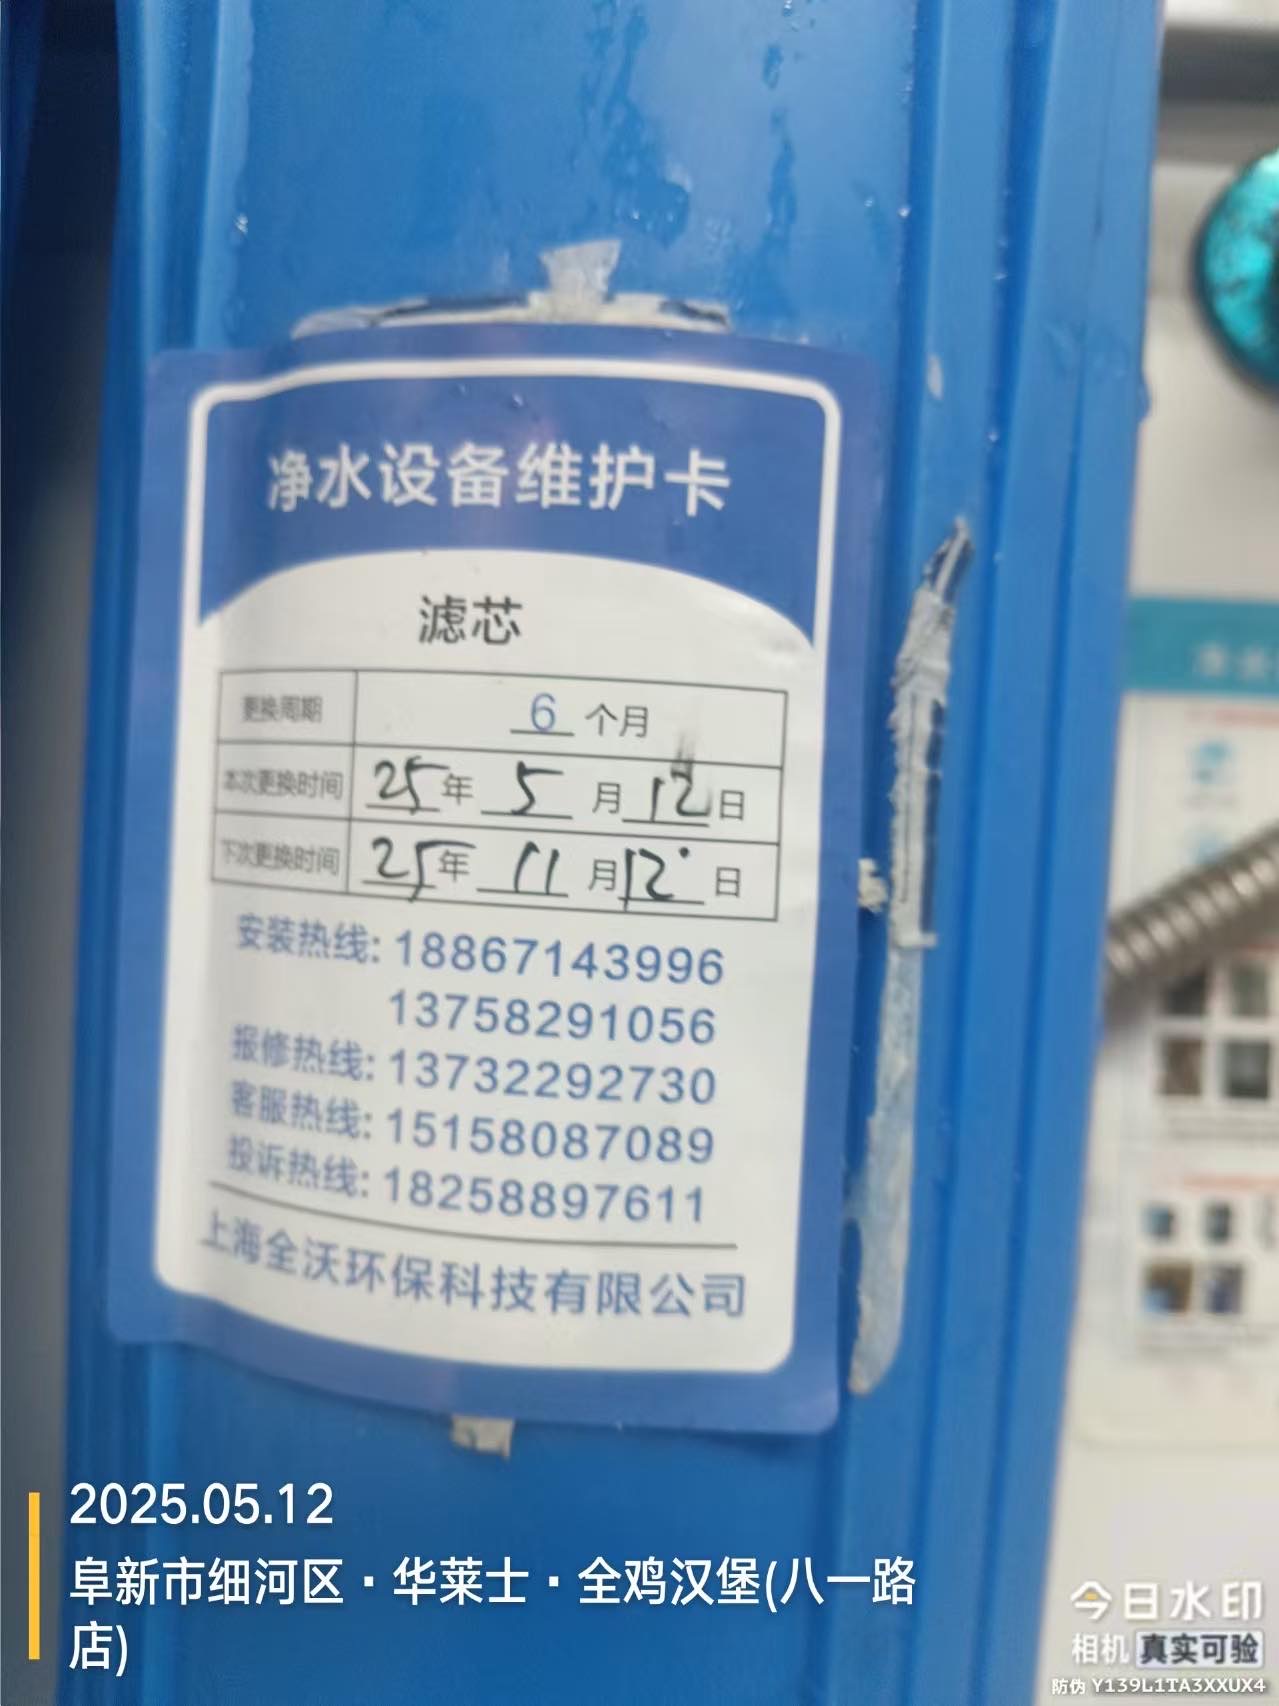 净水设备维护卡
滤芯
更换周期 6 个月
本次更换时间 25年 5 月 12 日
下次更换时间 25年 11 月 12 日
安装热线: 18867143996
13758291056
报修热线: 13732292730
客服热线: 15158087089
投诉热线: 18258897611
上海全沃环保科技有限公司
2025.05.12
阜新市细河区·华莱士·全鸡汉堡(八一路
店)
今日水印
相机 真实可验
防伪 Y139L1TA3XXUX4